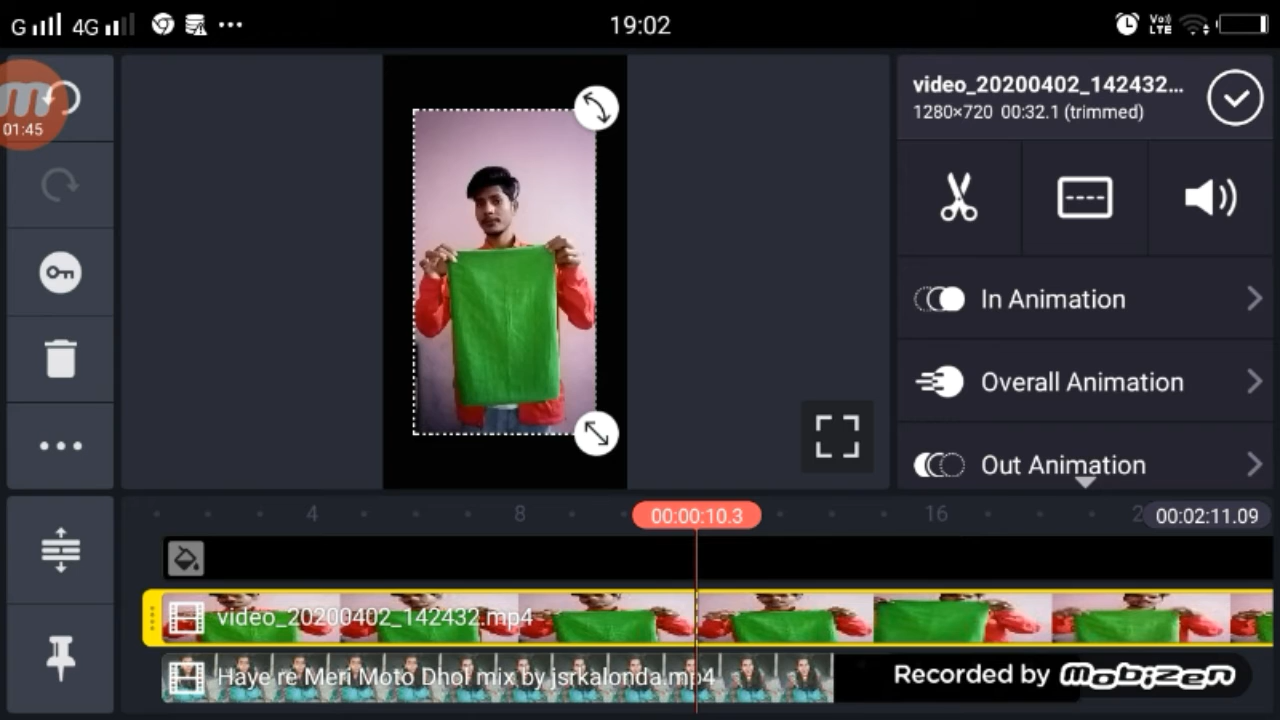 G 4G 19:02 Vo) LTE
m
01:45
video_20200402_142432...
1280×720 00:32.1 (trimmed)
In Animation
Overall Animation
Out Animation
4 8 00:00:10.3 16 2 00:02:11.09
video_20200402_142432.mp4
Haye re Meri Moto Dhol mix by jsrkalonda.mp4
Recorded by mobizen